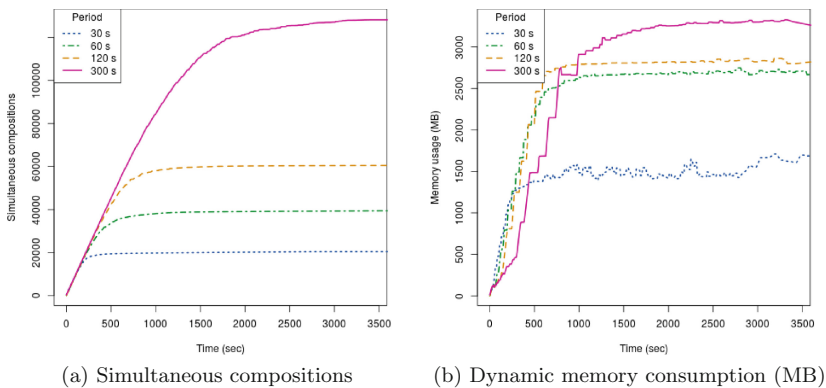 Period
30 s
60 s
120 s
300 s
Simultaneous compositions
0
20000
40000
60000
80000
100000
0
500
1000
1500
2000
2500
3000
3500
Time (sec)
(a) Simultaneous compositions
Period
30 s
60 s
120 s
300 s
Memory usage (MB)
0
500
1000
1500
2000
2500
3000
0
500
1000
1500
2000
2500
3000
3500
Time (sec)
(b) Dynamic memory consumption (MB)